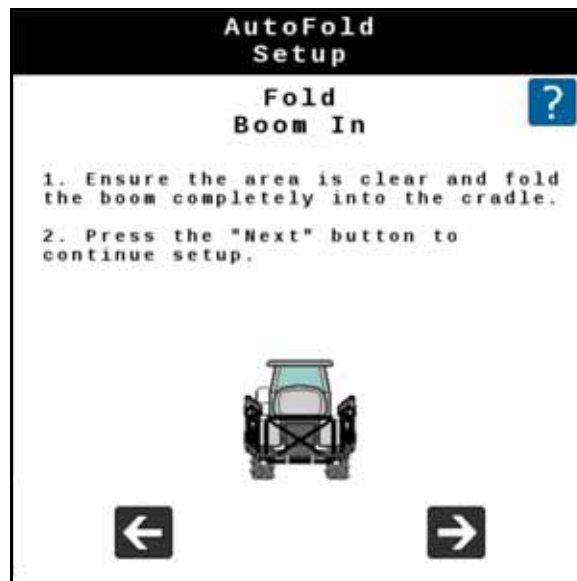 AutoFold
Setup
Fold
Boom In
?
1. Ensure the area is clear and fold
the boom completely into the cradle.
2. Press the "Next" button to
continue setup.